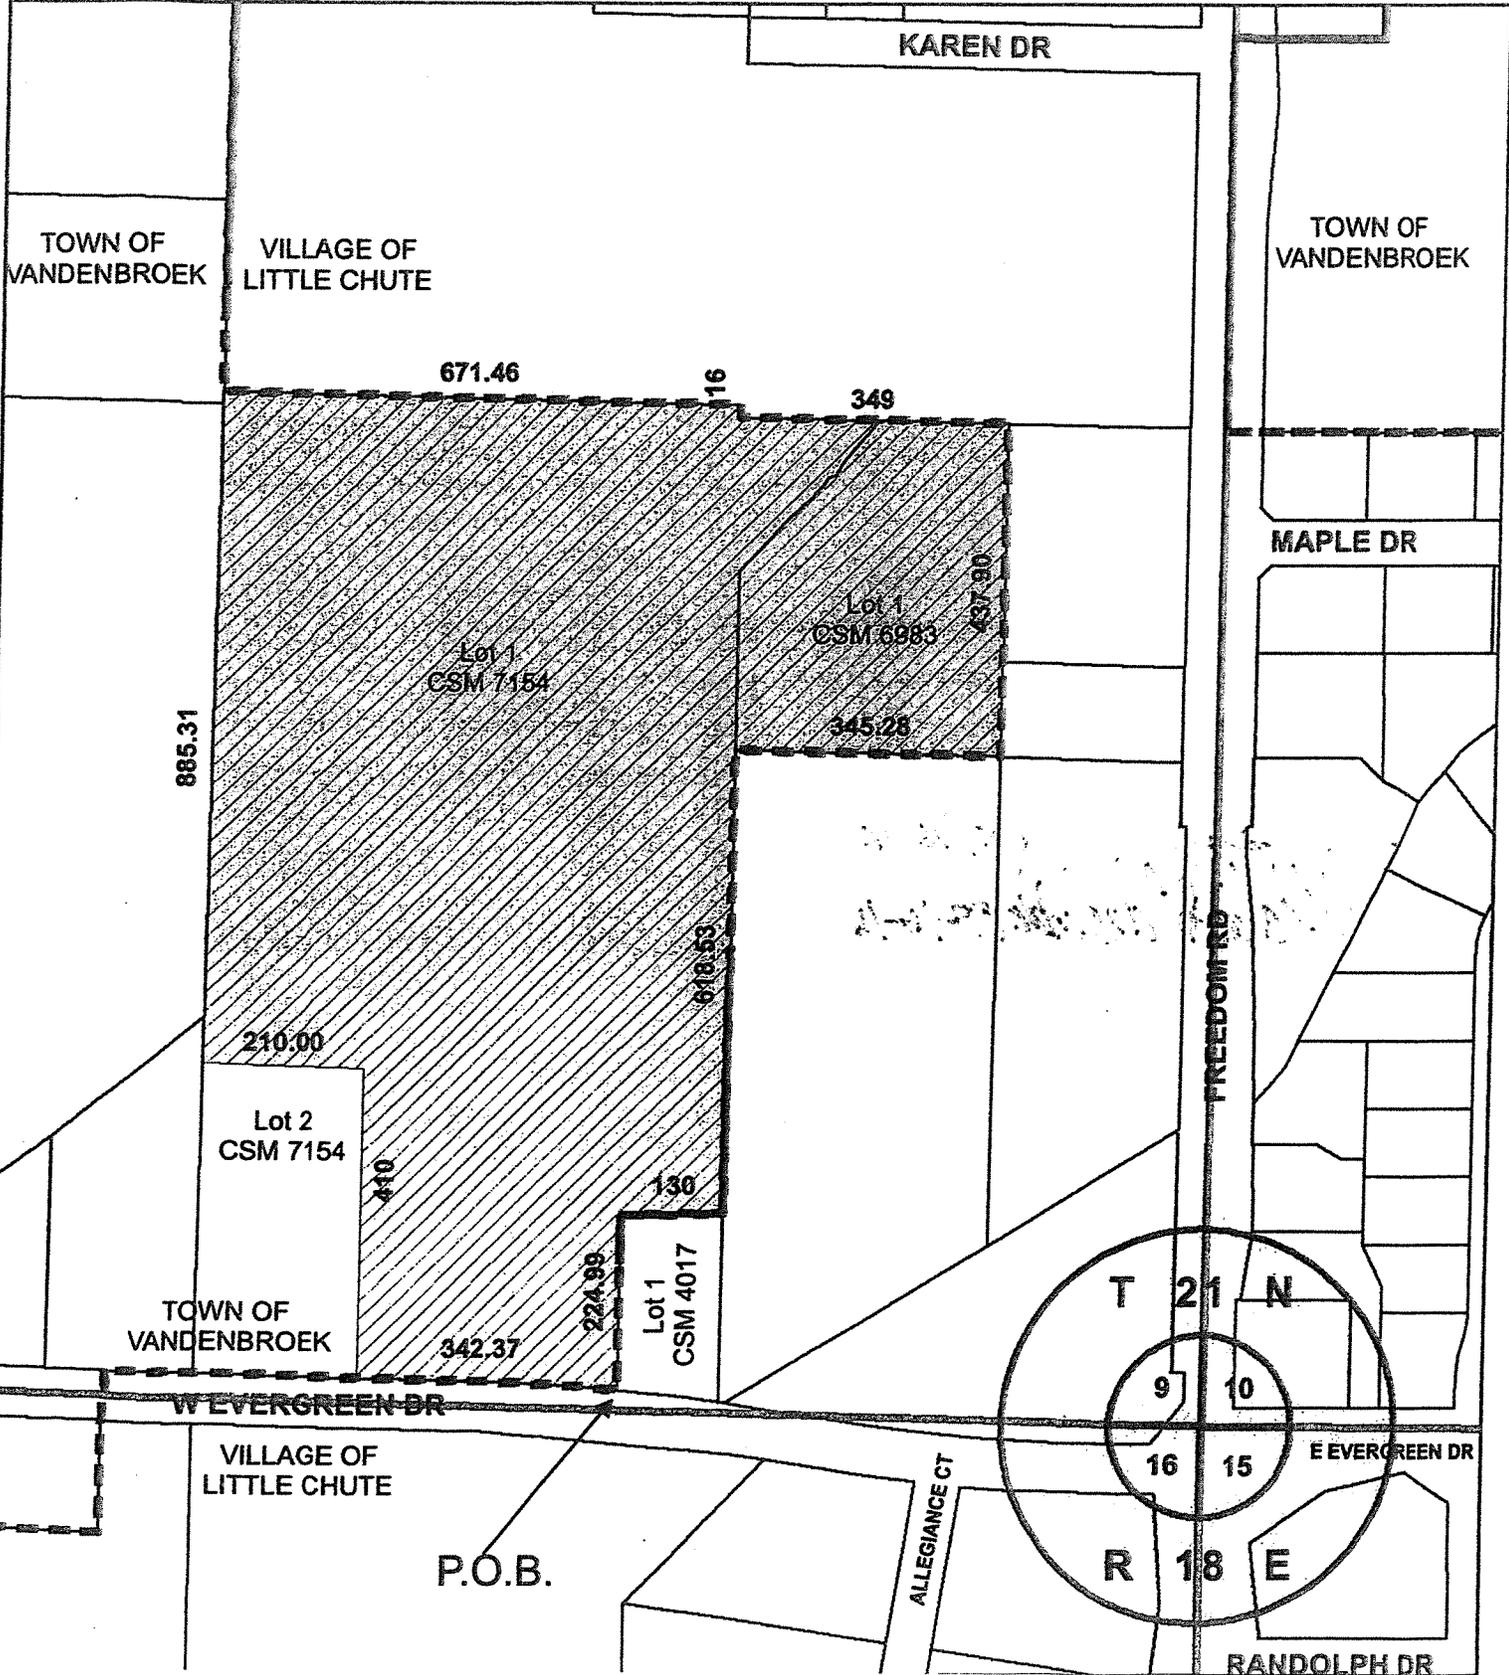 KAREN DR
TOWN OF
VANDENBROEK
VILLAGE OF
LITTLE CHUTE
TOWN OF
VANDENBROEK
671.46
16
349
MAPLE DR
437.90
Lot 1
CSM 6983
Lot 1
CSM 7154
885.31
345.28
618.53
FREEDOM RD
210.00
Lot 2
CSM 7154
410
130
224.99
Lot 1
CSM 4017
T 21 N
TOWN OF
VANDENBROEK
342.37
9 10
W EVERGREEN DR
E EVERGREEN DR
VILLAGE OF
LITTLE CHUTE
16 15
ALLEGIANCE CT
P.O.B.
R 18 E
RANDOLPH DR